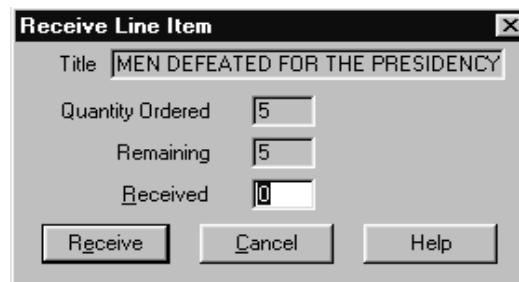 Receive Line Item
Title MEN DEFEATED FOR THE PRESIDENCY
Quantity Ordered 5
Remaining 5
Received 0
Receive Cancel Help